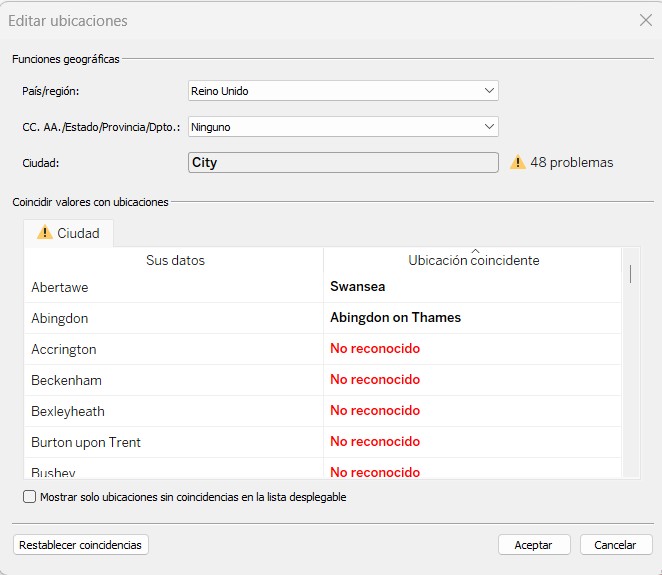 Editar ubicaciones
Funciones geográficas
País/región: Reino Unido
CC. AA./Estado/Provincia/Dpto.: Ninguno
Ciudad: City 48 problemas
Coincidir valores con ubicaciones
Ciudad
Sus datos Ubicación coincidente
Abertawe Swansea
Abingdon Abingdon on Thames
Accrington No reconocido
Beckenham No reconocido
Bexleyheath No reconocido
Burton upon Trent No reconocido
Bushey No reconocido
Mostrar solo ubicaciones sin coincidencias en la lista desplegable
Restablecer coincidencias Aceptar Cancelar